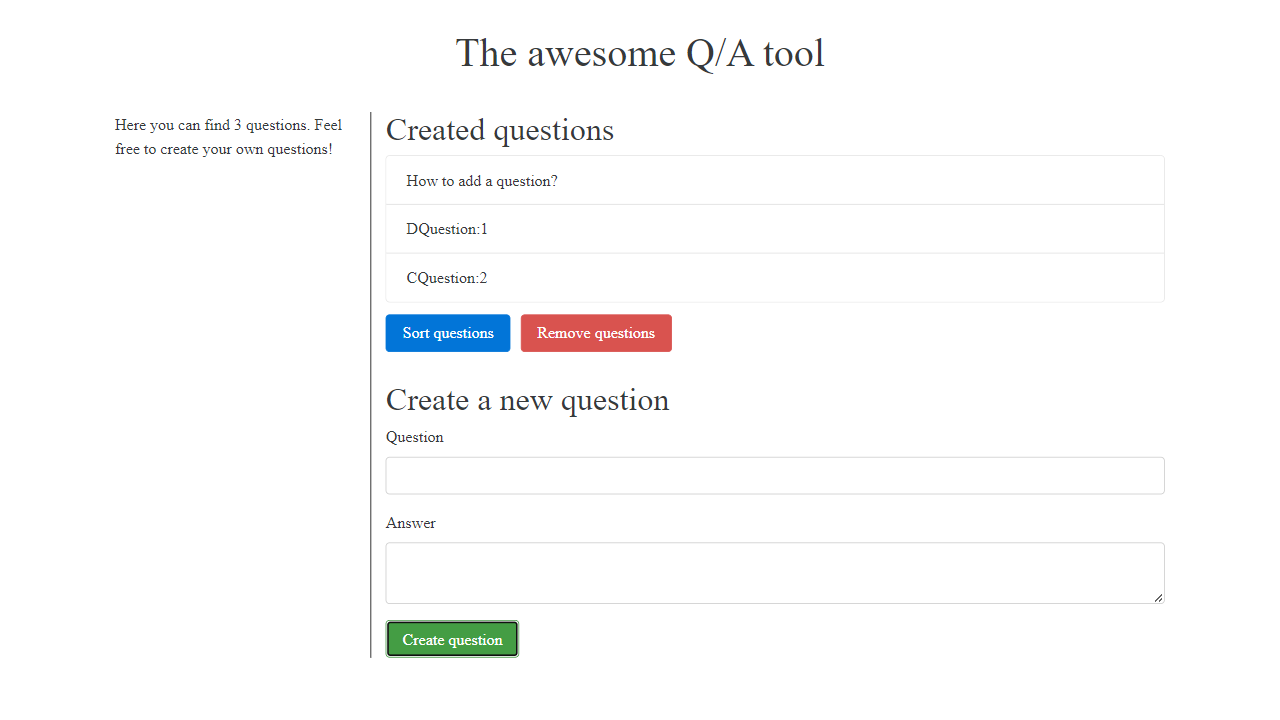 The awesome Q/A tool
Here you can find 3 questions. Feel
free to create your own questions!
Created questions
How to add a question?
DQuestion:1
CQuestion:2
Sort questions
Remove questions
Create a new question
Question
Answer
Create question